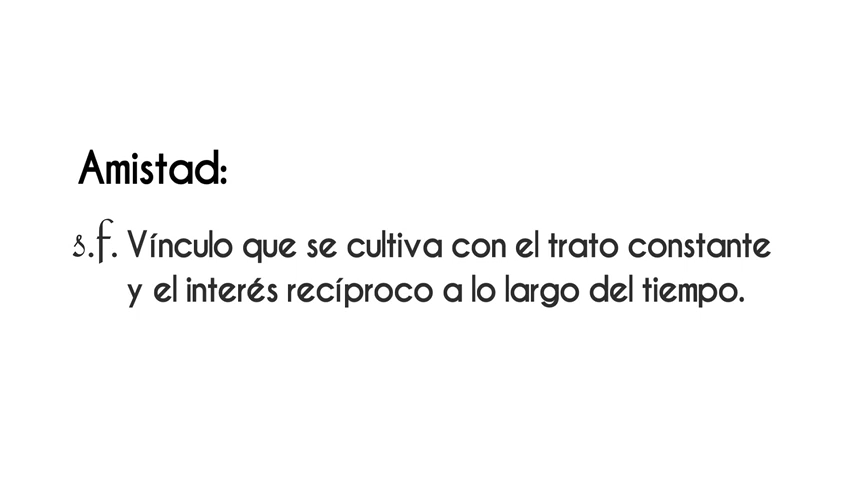 Amistad:
s.f. Vínculo que se cultiva con el trato constante
y el interés recíproco a lo largo del tiempo.